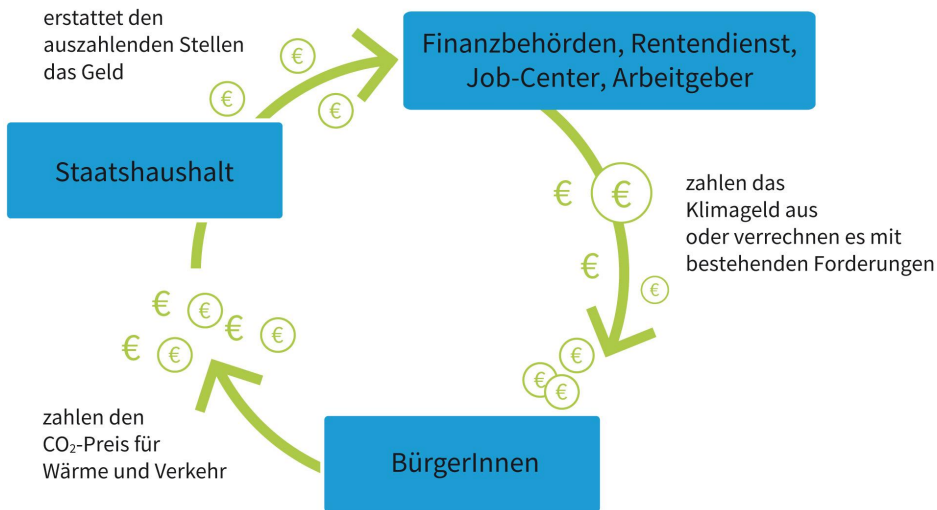 erstattet den
auszahlenden Stellen
das Geld
€
€
€
Finanzbehörden, Rentendienst,
Job-Center, Arbeitgeber
Staatshaushalt
€
€
zahlen das
Klimageld aus
oder verrechnen es mit
bestehenden Forderungen
€
€
€
€
€
€
€
€
€
€
€
zahlen den
CO₂-Preis für
Wärme und Verkehr
BürgerInnen